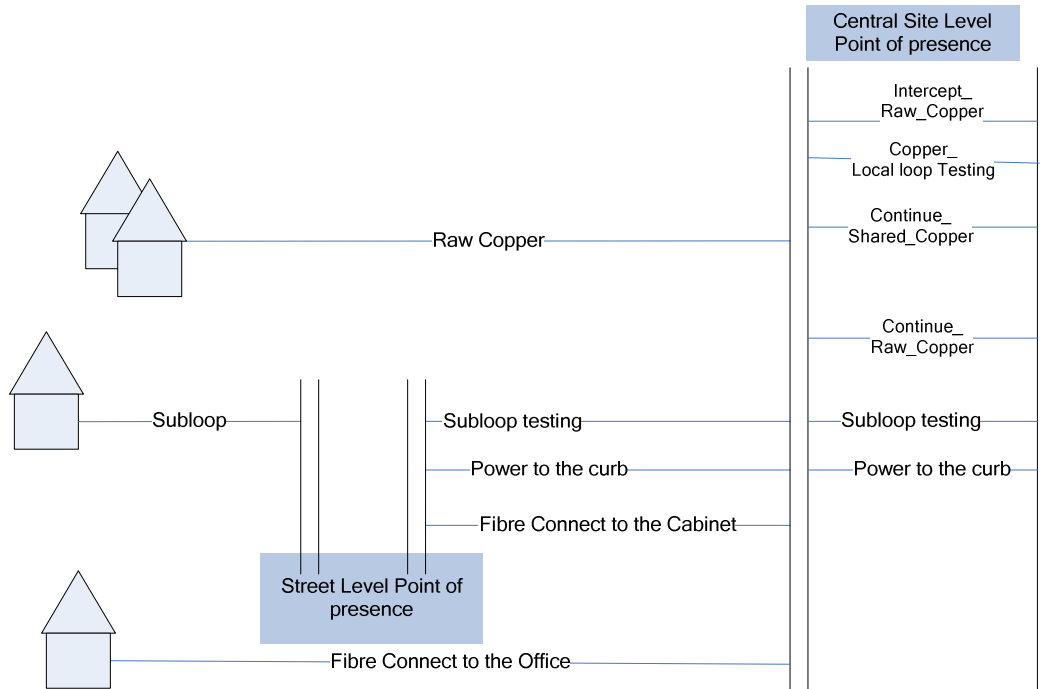 Central Site Level
Point of presence
Intercept_
Raw_Copper
Copper_
Local loop Testing
Continue_
Shared_Copper
Raw Copper
Continue_
Raw_Copper
Subloop
Subloop testing
Subloop testing
Power to the curb
Power to the curb
Fibre Connect to the Cabinet
Street Level Point of
presence
Fibre Connect to the Office